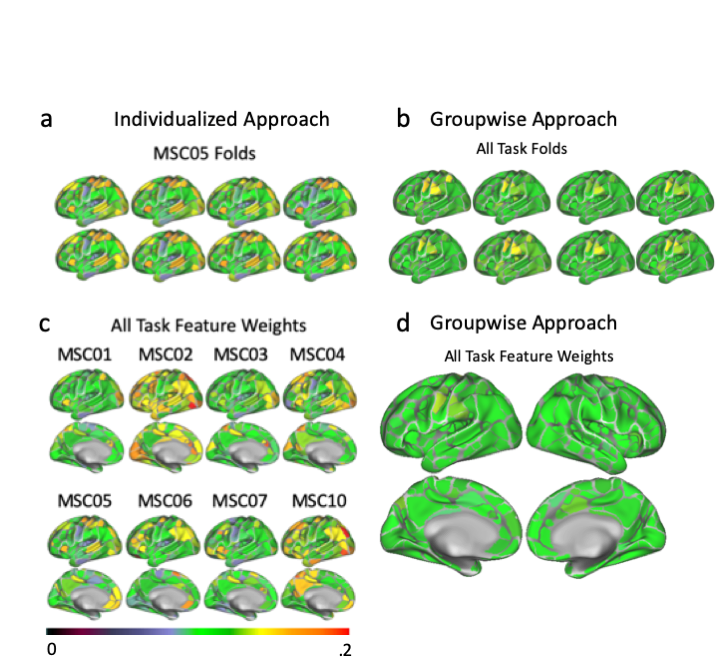 a Individualized Approach
MSC05 Folds
b Groupwise Approach
All Task Folds
c All Task Feature Weights
MSC01 MSC02 MSC03 MSC04
MSC05 MSC06 MSC07 MSC10
0 .2
d Groupwise Approach
All Task Feature Weights